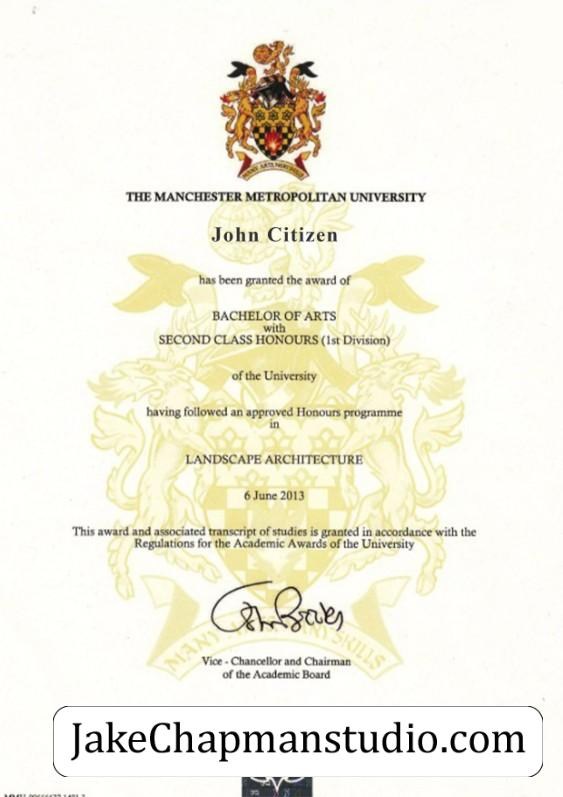 MANY ARTS, MANY SKILLS
THE MANCHESTER METROPOLITAN UNIVERSITY
John Citizen
has been granted the award of
BACHELOR OF ARTS
with
SECOND CLASS HONOURS (1st Division)
of the University
having followed an approved Honours programme
in
LANDSCAPE ARCHITECTURE
6 June 2013
This award and associated transcript of studies is granted in accordance with the
Regulations for the Academic Awards of the University
MANY SKILLS
Vice - Chancellor and Chairman
of the Academic Board
JakeChapmanstudio.com